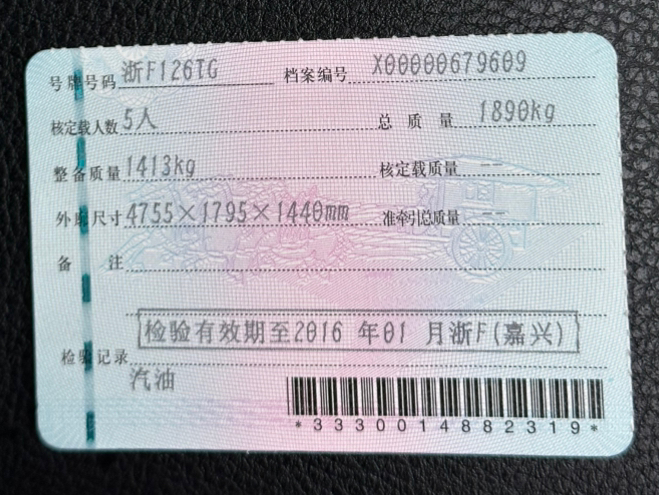 号牌号码 浙F126TG 档案编号 X00000679609
核定载人数 5人 总质量 1890kg
整备质量 1413kg 核定载质量 --
外廓尺寸 4755×1795×1440mm 准牵引总质量 --
备注
检验有效期至2016年01月浙F(嘉兴)
检验记录
汽油
*3330014882319*